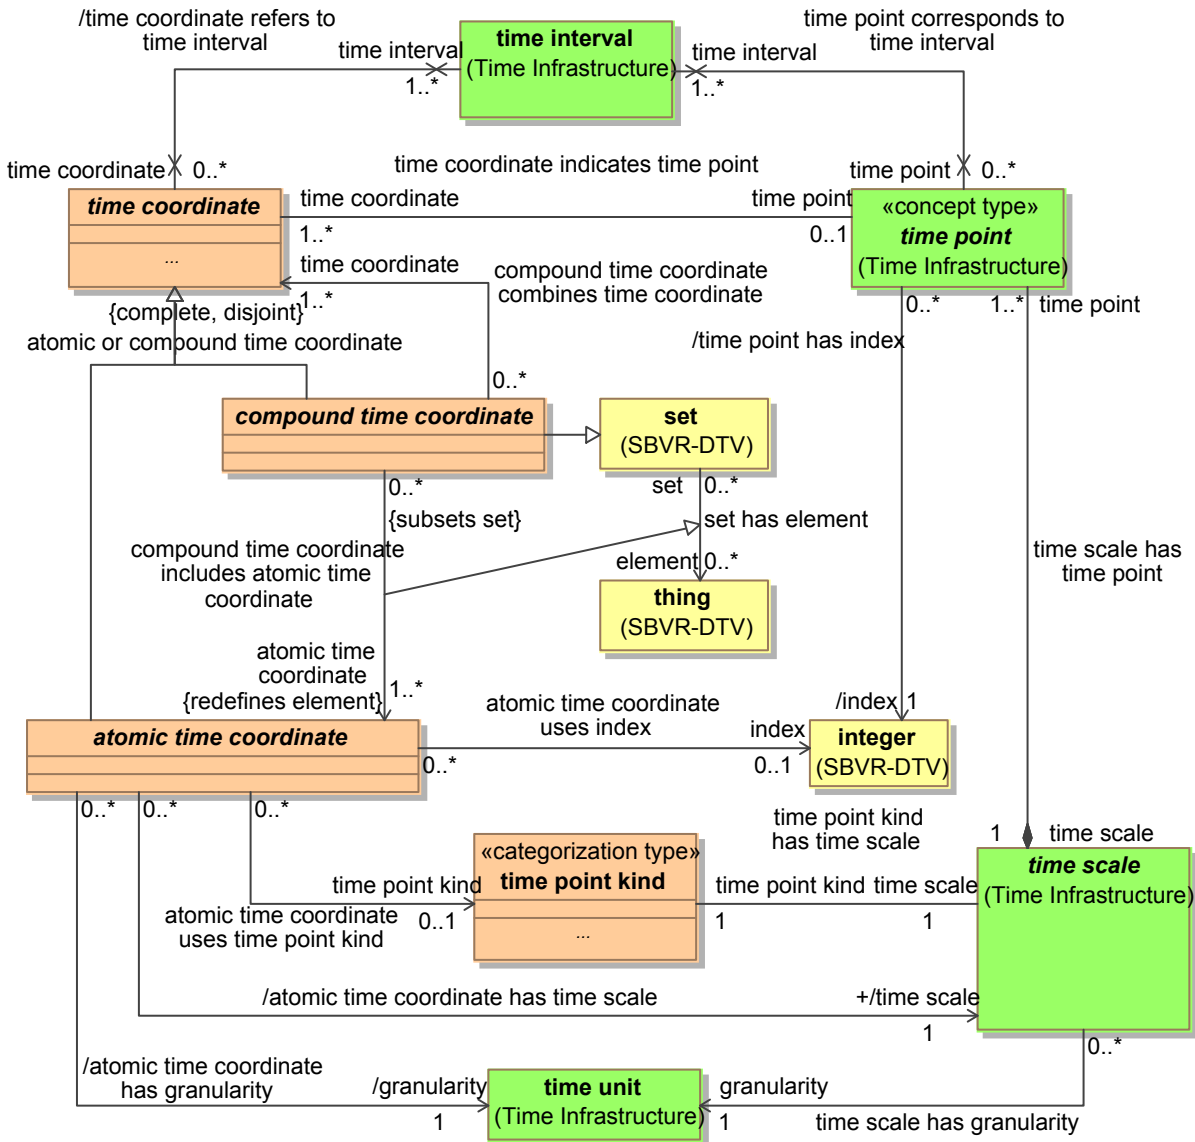 /time coordinate refers to
time interval
time interval
1..*
time interval
(Time Infrastructure)
time point corresponds to
time interval
time interval
1..*
time coordinate
0..*
time coordinate indicates time point
time point
0..*
time coordinate
...
time coordinate
1..*
time point
0..1
«concept type»
time point
(Time Infrastructure)
time coordinate
1..*
compound time coordinate
combines time coordinate
0..*
1..*
time point
{complete, disjoint}
atomic or compound time coordinate
/time point has index
0..*
compound time coordinate
set
(SBVR-DTV)
0..*
{subsets set}
set
0..*
set has element
compound time coordinate
includes atomic time
coordinate
element
0..*
time scale has
time point
thing
(SBVR-DTV)
atomic time
coordinate
{redefines element}
1..*
atomic time coordinate
uses index
/index
1
atomic time coordinate
0..*
index
0..1
integer
(SBVR-DTV)
0..*
0..*
0..*
time point kind
has time scale
1
time scale
«categorization type»
time point kind
...
time point kind
0..1
atomic time coordinate
uses time point kind
time point kind
1
time scale
1
time scale
(Time Infrastructure)
/atomic time coordinate has time scale
+/time scale
1
0..*
/atomic time coordinate
has granularity
/granularity
1
time unit
(Time Infrastructure)
granularity
1
time scale has granularity